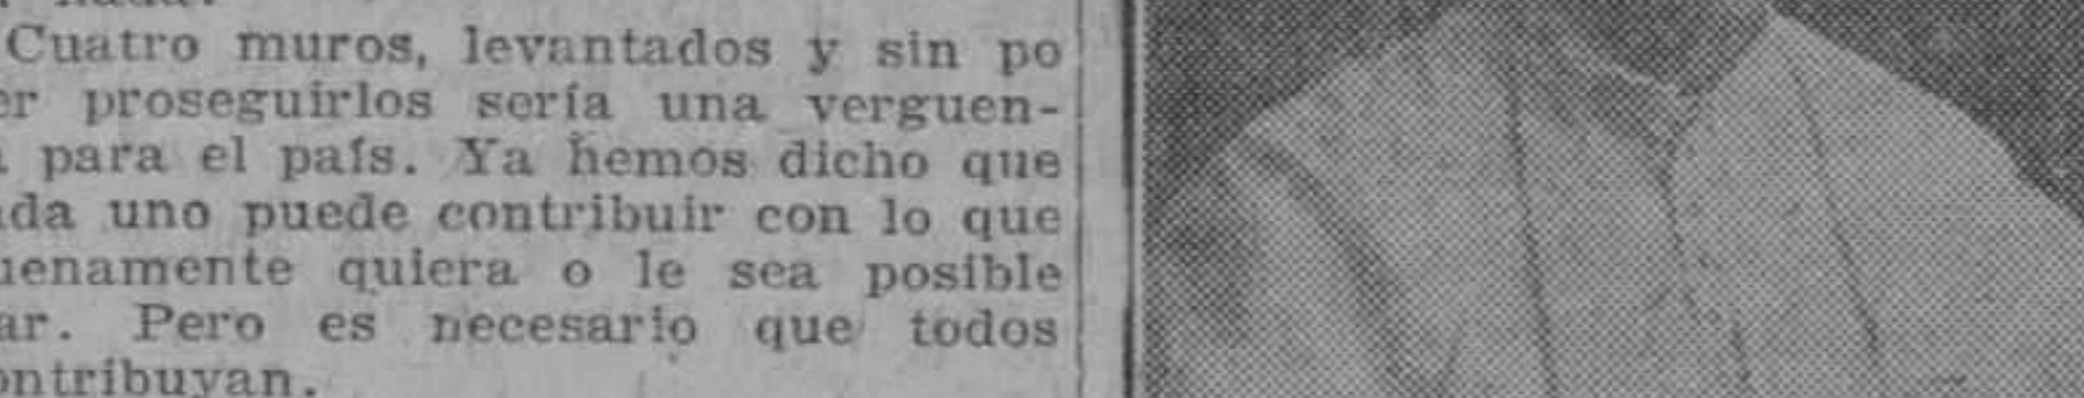 Cuatro muros, levantados y sin po
er proseguirlos sería una verguen-
para el país. Ya hemos dicho que
ada uno puede contribuir con lo que
uenamente quiera o le sea posible
ar. Pero es necesario que todos
ontribuyan.